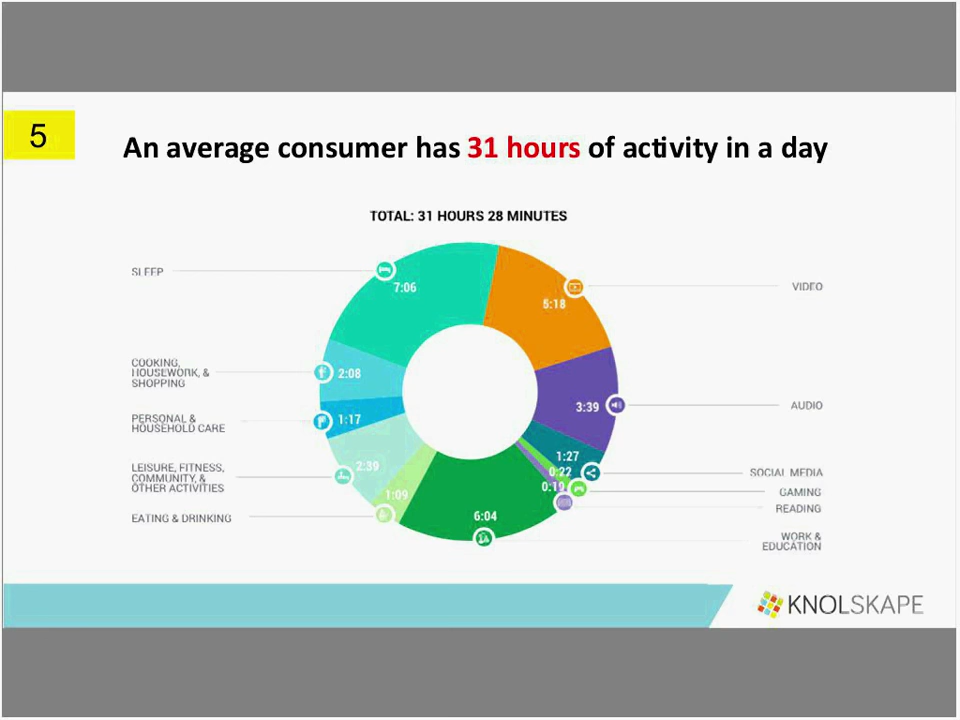 5
An average consumer has 31 hours of activity in a day
TOTAL: 31 HOURS 28 MINUTES
SLEEP
7:06
VIDEO
5:18
COOKING,
HOUSEWORK, &
SHOPPING
2:08
AUDIO
3:39
PERSONAL &
HOUSEHOLD CARE
1:17
LEISURE, FITNESS,
COMMUNITY, &
OTHER ACTIVITIES
2:39
1:27
SOCIAL MEDIA
0:22
GAMING
0:19
READING
EATING & DRINKING
1:09
6:04
WORK &
EDUCATION
KNOLSKAPE